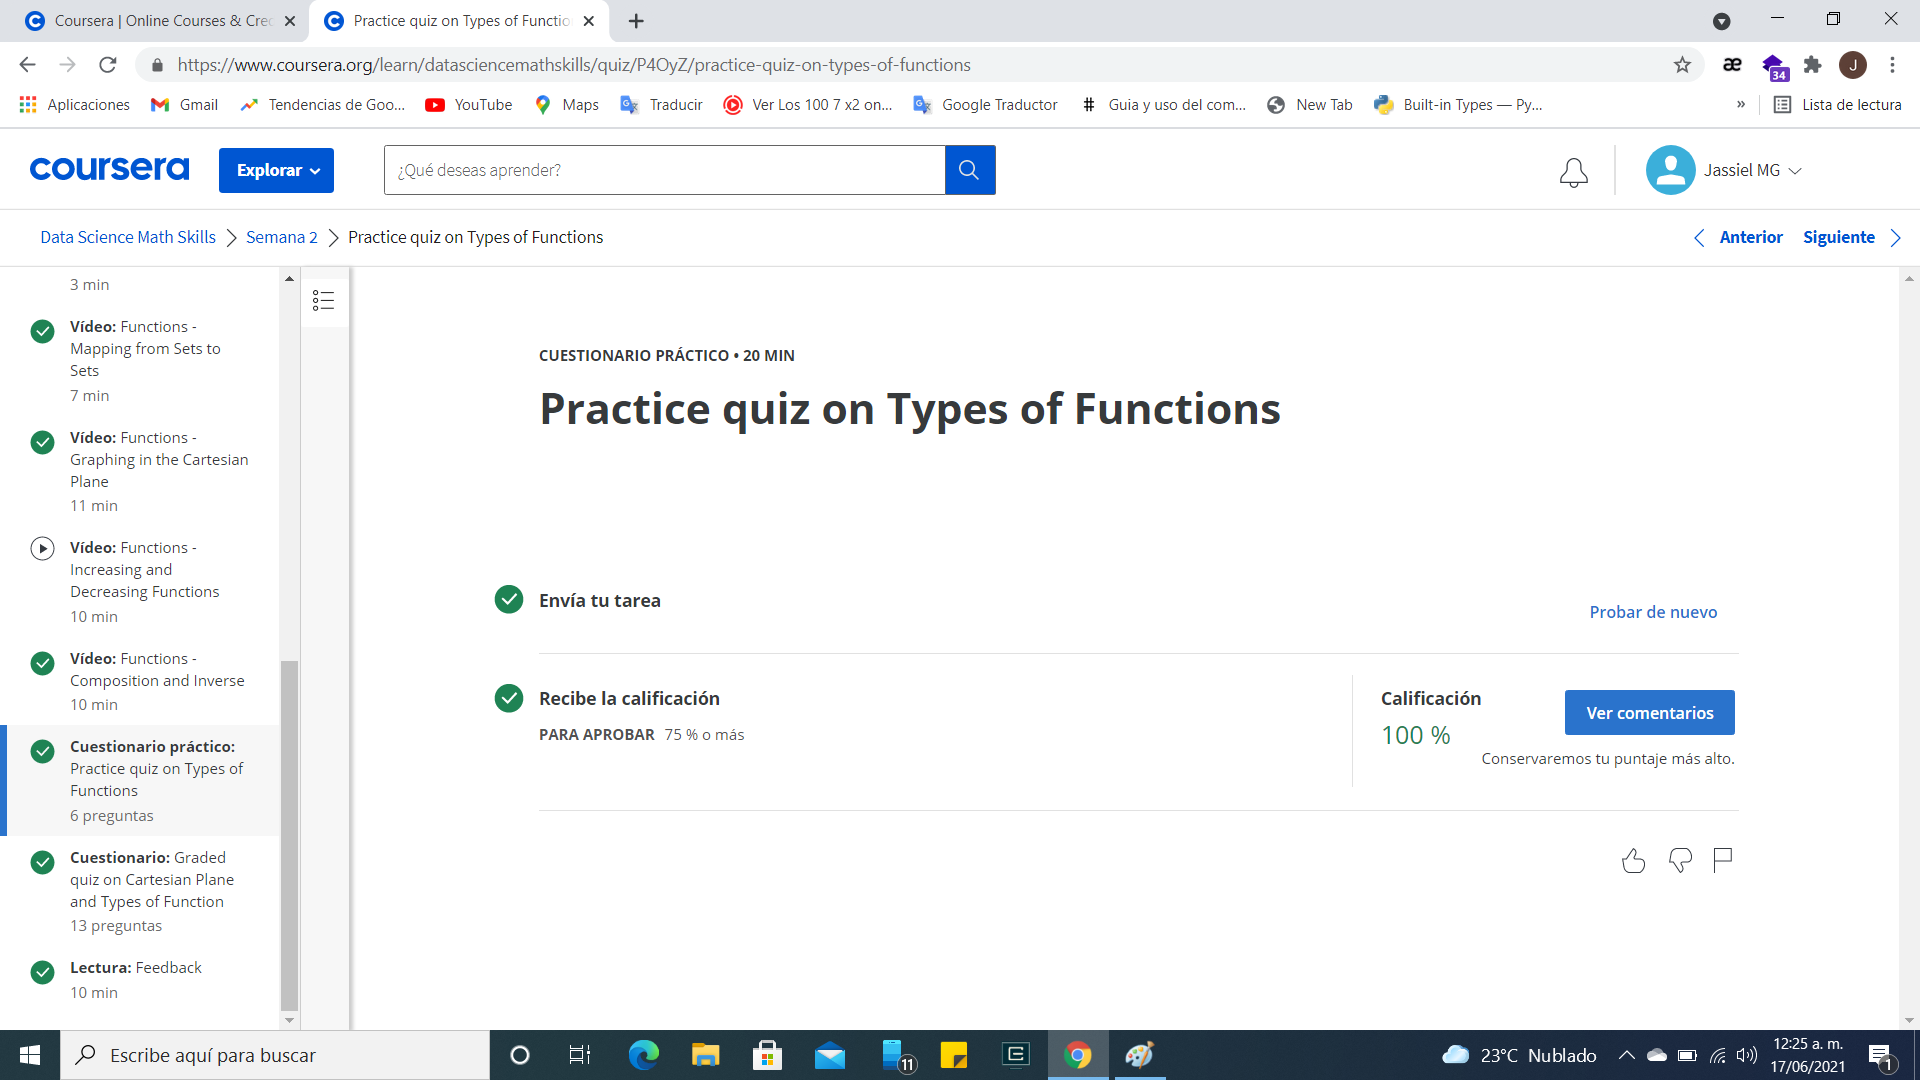 Coursera | Online Courses & Crec
Practice quiz on Types of Functio
https://www.coursera.org/learn/datasciencemathskills/quiz/P4OyZ/practice-quiz-on-types-of-functions
æ
34
J
Aplicaciones
Gmail
Tendencias de Goo...
YouTube
Maps
Traducir
Ver Los 100 7 x2 on...
Google Traductor
# Guia y uso del com...
New Tab
Built-in Types — Py...
»
Lista de lectura
coursera
Explorar
¿Qué deseas aprender?
Jassiel MG
Data Science Math Skills
Semana 2
Practice quiz on Types of Functions
Anterior
Siguiente
3 min
Vídeo: Functions -
Mapping from Sets to
Sets
7 min
Vídeo: Functions -
Graphing in the Cartesian
Plane
11 min
Vídeo: Functions -
Increasing and
Decreasing Functions
10 min
Vídeo: Functions -
Composition and Inverse
10 min
Cuestionario práctico:
Practice quiz on Types of
Functions
6 preguntas
Cuestionario: Graded
quiz on Cartesian Plane
and Types of Function
13 preguntas
Lectura: Feedback
10 min
CUESTIONARIO PRÁCTICO • 20 MIN
Practice quiz on Types of Functions
Envía tu tarea
Probar de nuevo
Recibe la calificación
PARA APROBAR 75 % o más
Calificación
100 %
Ver comentarios
Conservaremos tu puntaje más alto.
Escribe aquí para buscar
11
23°C Nublado
12:25 a. m.
17/06/2021
1